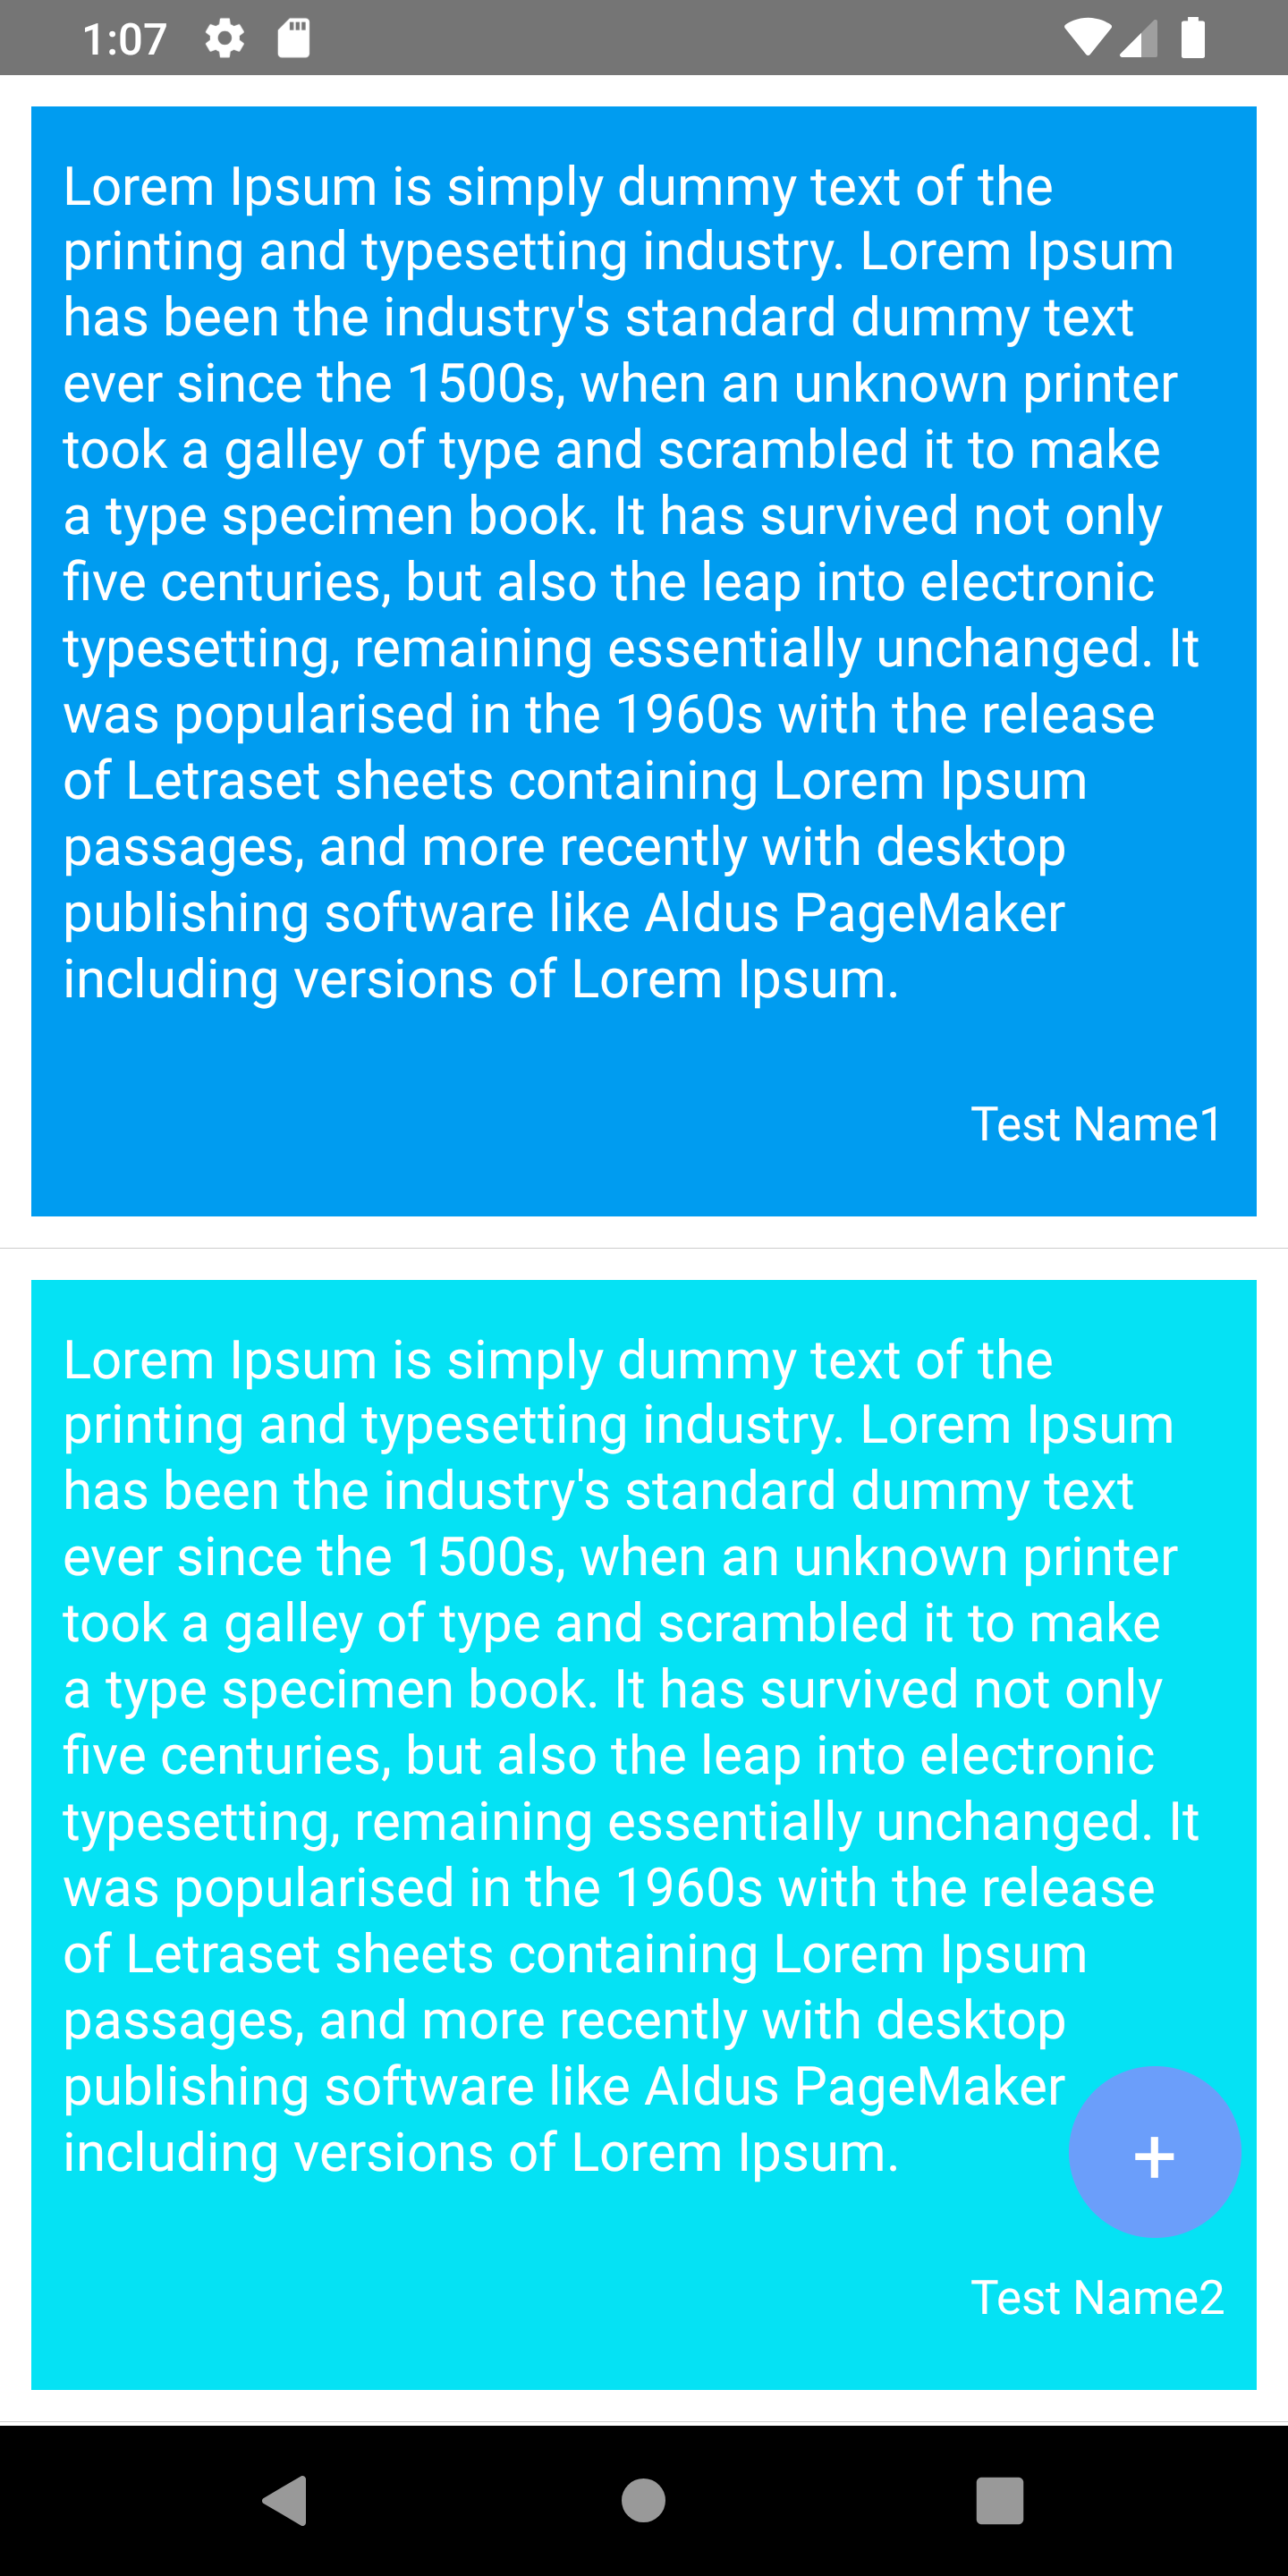 1:07
Lorem Ipsum is simply dummy text of the
printing and typesetting industry. Lorem Ipsum
has been the industry's standard dummy text
ever since the 1500s, when an unknown printer
took a galley of type and scrambled it to make
a type specimen book. It has survived not only
five centuries, but also the leap into electronic
typesetting, remaining essentially unchanged. It
was popularised in the 1960s with the release
of Letraset sheets containing Lorem Ipsum
passages, and more recently with desktop
publishing software like Aldus PageMaker
including versions of Lorem Ipsum.
Test Name1
Lorem Ipsum is simply dummy text of the
printing and typesetting industry. Lorem Ipsum
has been the industry's standard dummy text
ever since the 1500s, when an unknown printer
took a galley of type and scrambled it to make
a type specimen book. It has survived not only
five centuries, but also the leap into electronic
typesetting, remaining essentially unchanged. It
was popularised in the 1960s with the release
of Letraset sheets containing Lorem Ipsum
passages, and more recently with desktop
publishing software like Aldus PageMaker
including versions of Lorem Ipsum.
+
Test Name2